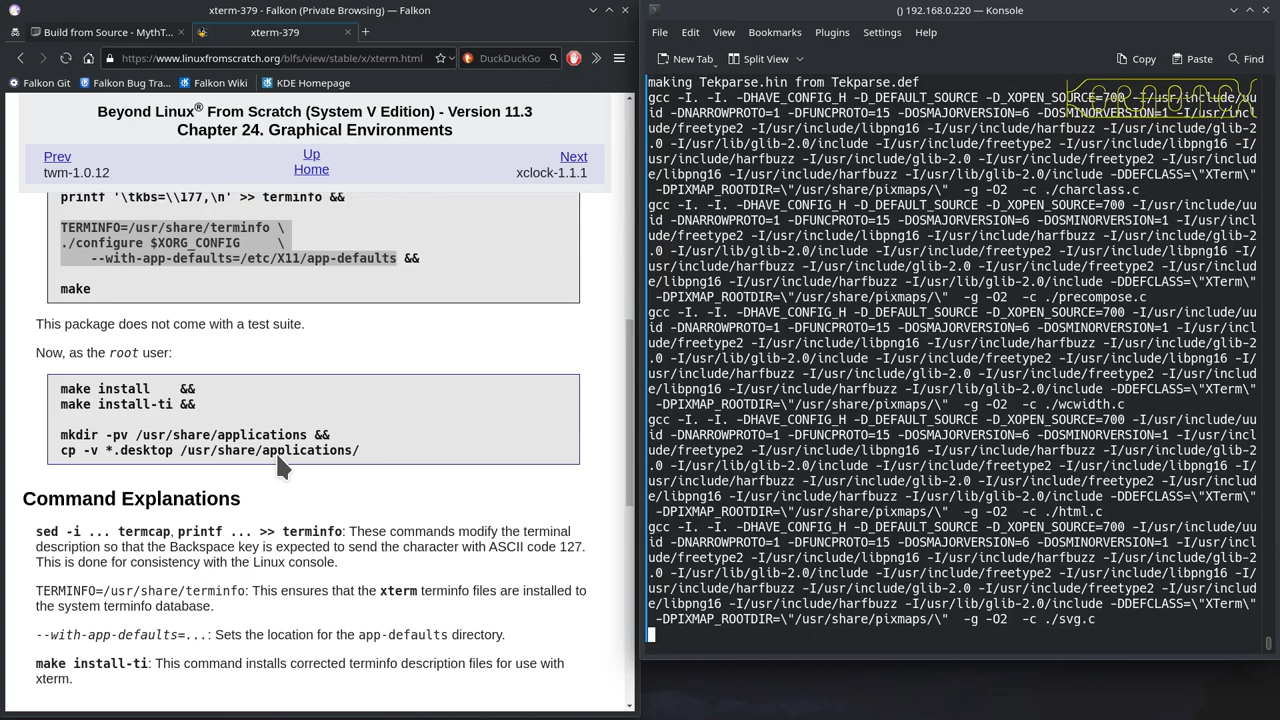 xterm-379 - Falkon (Private Browsing) — Falkon
Build from Source - MythT...
xterm-379
https://www.linuxfromscratch.org/blfs/view/stable/x/xterm.html
DuckDuckGo
Falkon Git
Falkon Bug Tra...
Falkon Wiki
KDE Homepage
Beyond Linux® From Scratch (System V Edition) - Version 11.3
Chapter 24. Graphical Environments
Prev
Up
Next
twm-1.0.12
Home
xclock-1.1.1
printf '\tkbs=\\177,\n' >> terminfo &&
TERMINFO=/usr/share/terminfo \
./configure $XORG_CONFIG \
--with-app-defaults=/etc/X11/app-defaults &&
make
This package does not come with a test suite.
Now, as the root user:
make install &&
make install-ti &&
mkdir -pv /usr/share/applications &&
cp -v *.desktop /usr/share/applications/
Command Explanations
sed -i ... termcap, printf ... >> terminfo: These commands modify the terminal
description so that the Backspace key is expected to send the character with ASCII code 127.
This is done for consistency with the Linux console.
TERMINFO=/usr/share/terminfo: This ensures that the xterm terminfo files are installed to
the system terminfo database.
--with-app-defaults=...: Sets the location for the app-defaults directory.
make install-ti: This command installs corrected terminfo description files for use with
xterm.
() 192.168.0.220 — Konsole
File Edit View Bookmarks Plugins Settings Help
New Tab
Split View
Copy
Paste
Find
making Tekparse.hin from Tekparse.def
gcc -I. -I. -DHAVE_CONFIG_H -D_DEFAULT_SOURCE -D_XOPEN_SOURCE=700 -I/usr/include/uu
id -DNARROWPROTO=1 -DFUNCPROTO=15 -DOSMAJORVERSION=6 -DOSMINORVERSION=1 -I/usr/incl
ude/freetype2 -I/usr/include/libpng16 -I/usr/include/harfbuzz -I/usr/include/glib-2
.0 -I/usr/lib/glib-2.0/include -I/usr/include/freetype2 -I/usr/include/libpng16 -I/
usr/include/harfbuzz -I/usr/include/glib-2.0 -I/usr/lib/glib-2.0/include -I/usr/includ
e/libpng16 -I/usr/include/harfbuzz -I/usr/lib/glib-2.0/include -DDEFCLASS=\"XTerm\"
-DPIXMAP_ROOTDIR=\"/usr/share/pixmaps/\" -g -O2 -c ./charclass.c
gcc -I. -I. -DHAVE_CONFIG_H -D_DEFAULT_SOURCE -D_XOPEN_SOURCE=700 -I/usr/include/uu
id -DNARROWPROTO=1 -DFUNCPROTO=15 -DOSMAJORVERSION=6 -DOSMINORVERSION=1 -I/usr/incl
ude/freetype2 -I/usr/include/libpng16 -I/usr/include/harfbuzz -I/usr/include/glib-2
.0 -I/usr/lib/glib-2.0/include -I/usr/include/freetype2 -I/usr/include/libpng16 -I/
usr/include/harfbuzz -I/usr/include/glib-2.0 -I/usr/include/freetype2 -I/usr/includ
e/libpng16 -I/usr/include/harfbuzz -I/usr/lib/glib-2.0/include -DDEFCLASS=\"XTerm\"
-DPIXMAP_ROOTDIR=\"/usr/share/pixmaps/\" -g -O2 -c ./precompose.c
gcc -I. -I. -DHAVE_CONFIG_H -D_DEFAULT_SOURCE -D_XOPEN_SOURCE=700 -I/usr/include/uu
id -DNARROWPROTO=1 -DFUNCPROTO=15 -DOSMAJORVERSION=6 -DOSMINORVERSION=1 -I/usr/incl
ude/freetype2 -I/usr/include/libpng16 -I/usr/include/harfbuzz -I/usr/include/glib-2
.0 -I/usr/lib/glib-2.0/include -I/usr/include/freetype2 -I/usr/include/libpng16 -I/
usr/include/harfbuzz -I/usr/include/glib-2.0 -I/usr/include/freetype2 -I/usr/includ
e/libpng16 -I/usr/include/harfbuzz -I/usr/lib/glib-2.0/include -DDEFCLASS=\"XTerm\"
-DPIXMAP_ROOTDIR=\"/usr/share/pixmaps/\" -g -O2 -c ./wcwidth.c
gcc -I. -I. -DHAVE_CONFIG_H -D_DEFAULT_SOURCE -D_XOPEN_SOURCE=700 -I/usr/include/uu
id -DNARROWPROTO=1 -DFUNCPROTO=15 -DOSMAJORVERSION=6 -DOSMINORVERSION=1 -I/usr/incl
ude/freetype2 -I/usr/include/libpng16 -I/usr/include/harfbuzz -I/usr/include/glib-2
.0 -I/usr/lib/glib-2.0/include -I/usr/include/freetype2 -I/usr/include/libpng16 -I/
usr/include/harfbuzz -I/usr/include/glib-2.0 -I/usr/include/freetype2 -I/usr/includ
e/libpng16 -I/usr/include/harfbuzz -I/usr/lib/glib-2.0/include -DDEFCLASS=\"XTerm\"
-DPIXMAP_ROOTDIR=\"/usr/share/pixmaps/\" -g -O2 -c ./html.c
gcc -I. -I. -DHAVE_CONFIG_H -D_DEFAULT_SOURCE -D_XOPEN_SOURCE=700 -I/usr/include/uu
id -DNARROWPROTO=1 -DFUNCPROTO=15 -DOSMAJORVERSION=6 -DOSMINORVERSION=1 -I/usr/incl
ude/freetype2 -I/usr/include/libpng16 -I/usr/include/harfbuzz -I/usr/include/glib-2
.0 -I/usr/lib/glib-2.0/include -I/usr/include/freetype2 -I/usr/include/libpng16 -I/
usr/include/harfbuzz -I/usr/include/glib-2.0 -I/usr/include/freetype2 -I/usr/includ
e/libpng16 -I/usr/include/harfbuzz -I/usr/lib/glib-2.0/include -DDEFCLASS=\"XTerm\"
-DPIXMAP_ROOTDIR=\"/usr/share/pixmaps/\" -g -O2 -c ./svg.c